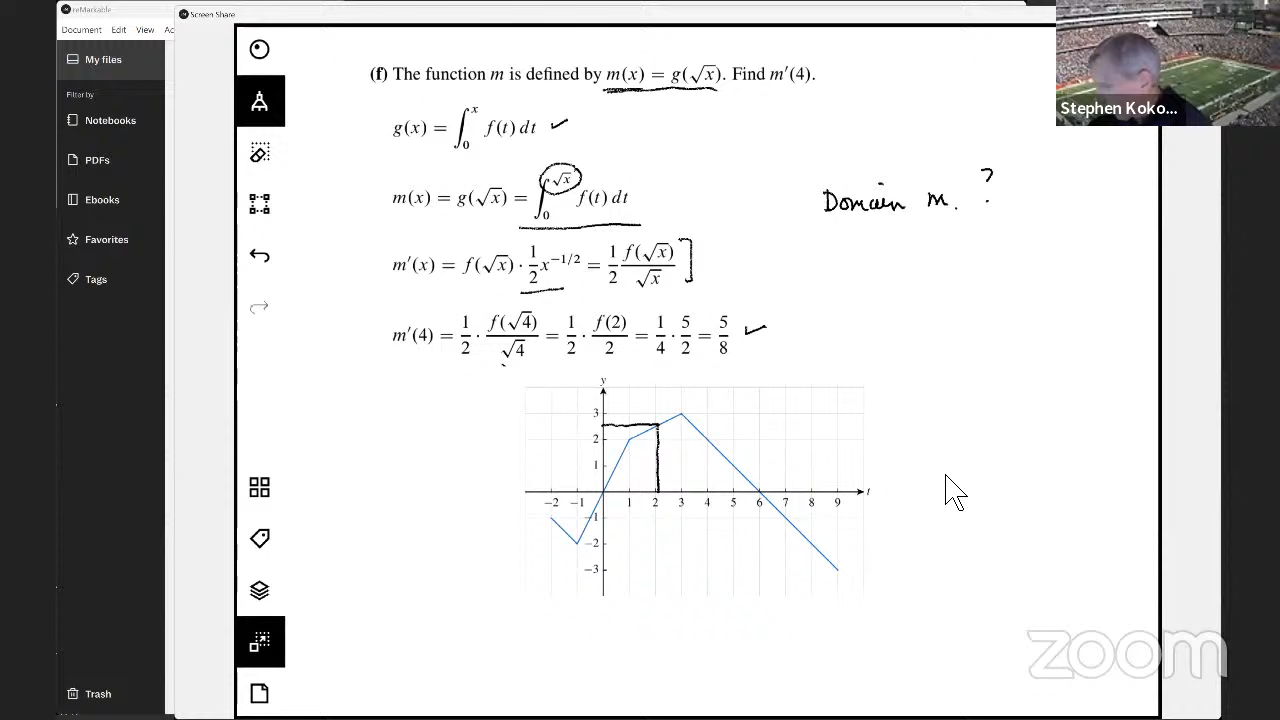 reMarkable
Screen Share
Document Edit View Ac
My files
Filter by
Notebooks
PDFs
Ebooks
Favorites
Tags
Trash
(f) The function m is defined by m(x) = g(√x). Find m′(4).
g(x) = ∫₀ˣ f(t) dt ✓
m(x) = g(√x) = ∫₀^√x f(t) dt
Domain m. ?
m′(x) = f(√x) · 1/2 x^(−1/2) = 1/2 f(√x)/√x ]
m′(4) = 1/2 · f(√4)/√4 = 1/2 · f(2)/2 = 1/4 · 5/2 = 5/8 ✓
y
3
2
1
−2 −1 1 2 3 4 5 6 7 8 9 t
−1
−2
−3
Stephen Koko...
zoom